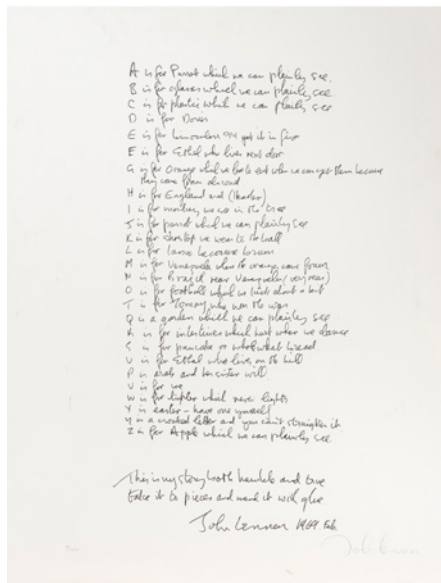 A is for Parrot which we can plainly see.
B is for glasses which we can plainly see
C is for plastic which we can plainly see
D is for Doris
E is for binoculars get it in five
E is for Ethel who lives next door
G is for Orange which we love to eat when we can get them because
they come from abroad
H is for England and (Heather)
I is for monkey we see in the tree
J is for parrot which we can plainly see
K is for shoetop we wear to the ball
L is for because brown
M is for Venezuela where the oranges come from
N is for Brazil near Venezuela (very near)
O is for football which we kick about a bit
T is for Tommy who won the war
Q is a garden which we can plainly see
R is for intestines which hurt when we dance
S is for pancake or wholewheat bread
U is for Ethel who lives on the hill
P is arab and her sister will
V is for me
W is for lighter which never lights
X is easter - have one yourself
Y is a crooked letter and you can't straighten it
Z is for Apple which we can plainly see.
This is my story both humble and true
take it to pieces and mend it with glue
John Lennon 1969. Feb